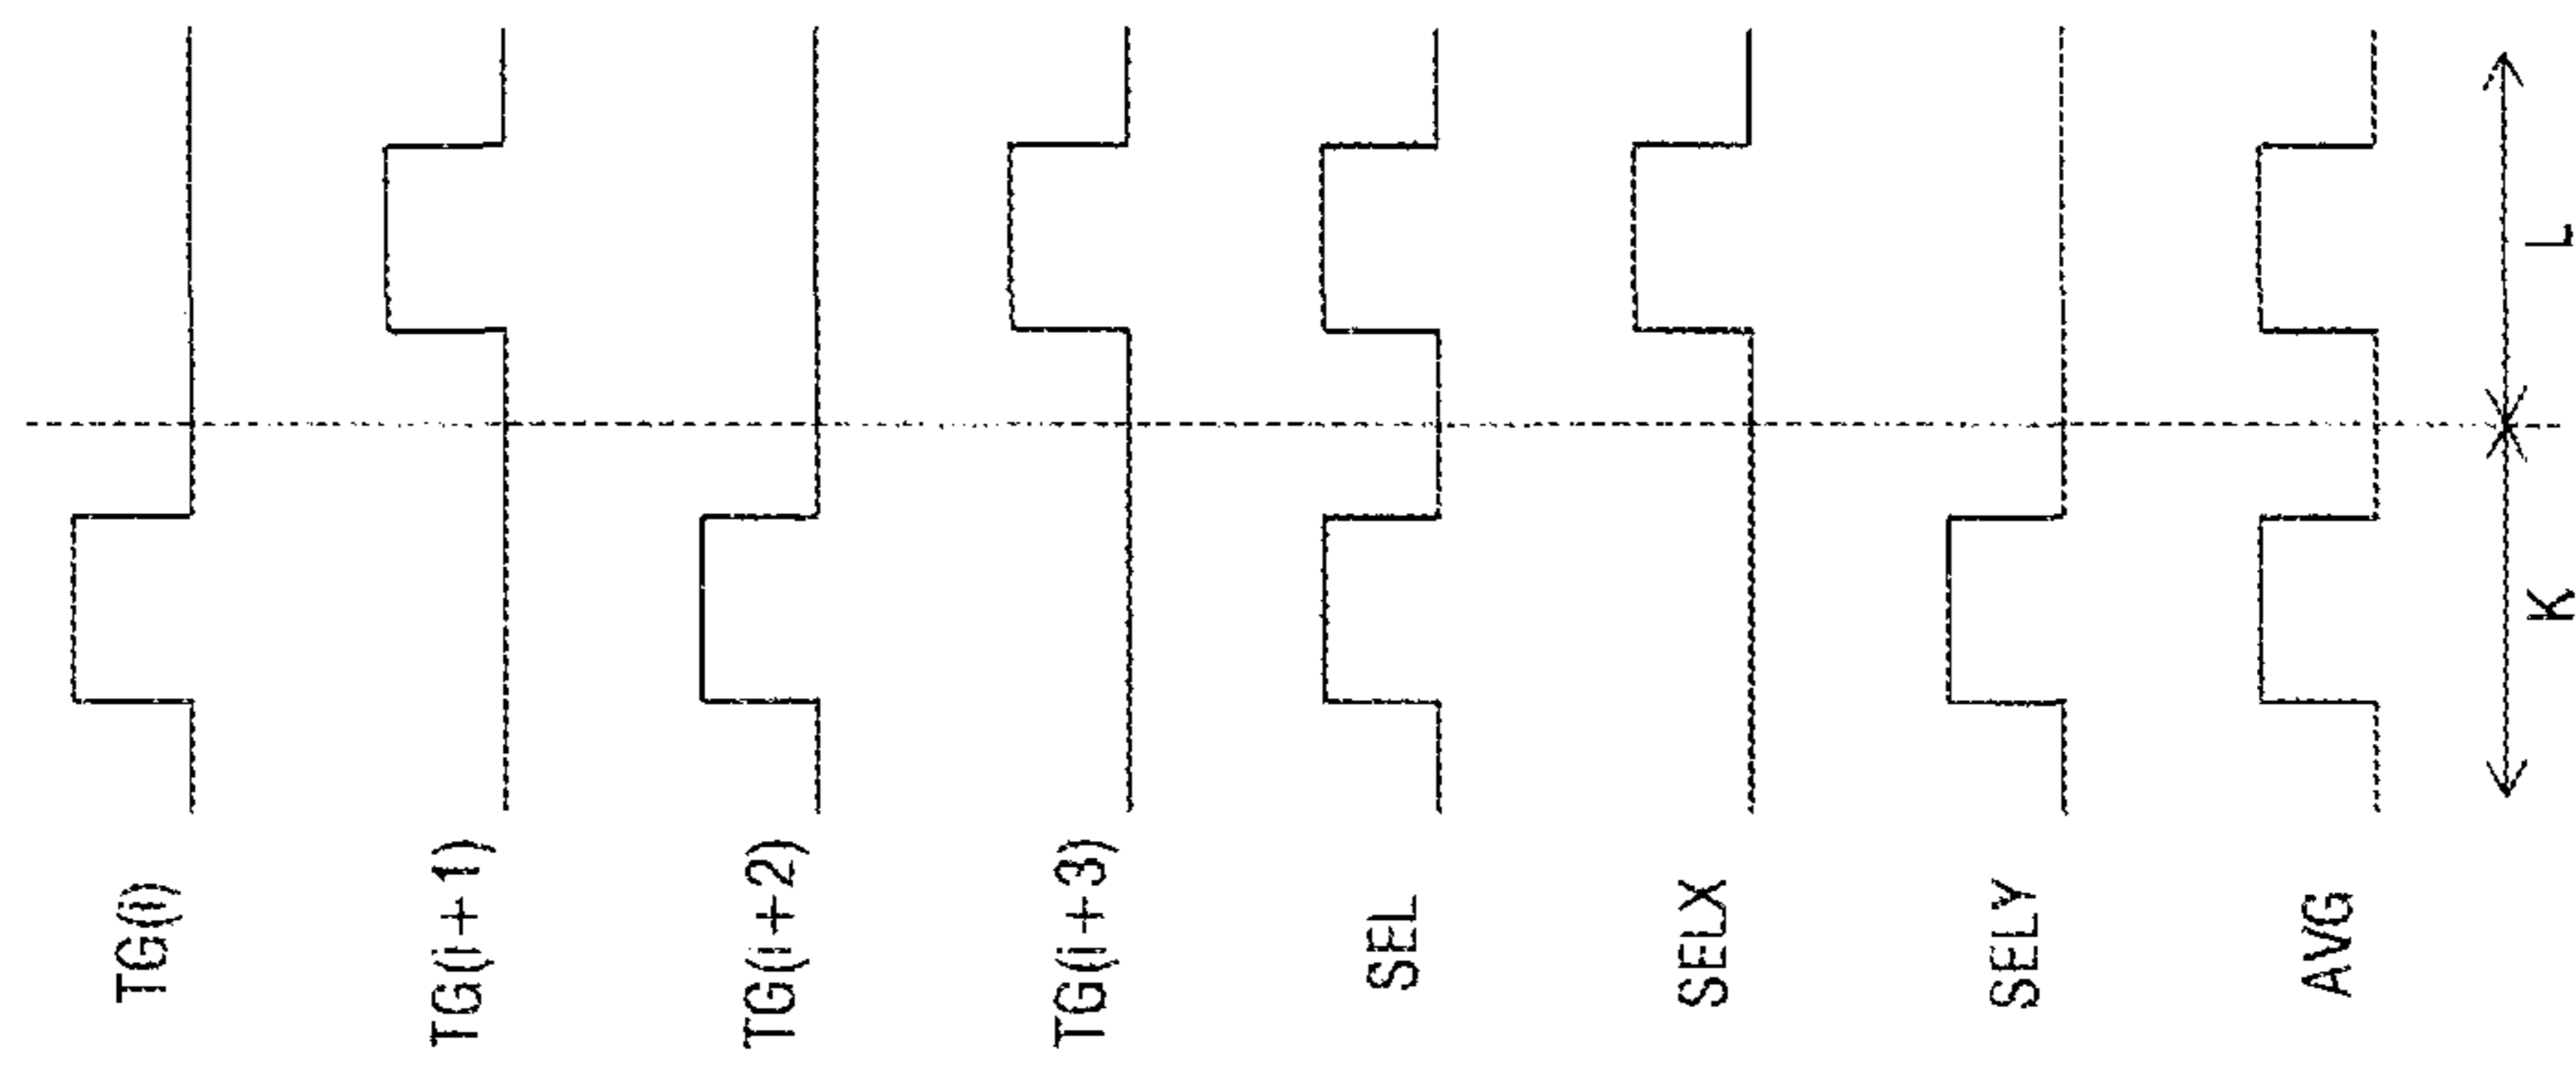 TG(i)
TG(i+1)
TG(i+2)
TG(i+3)
SEL
SELX
SELY
AVG
K
L